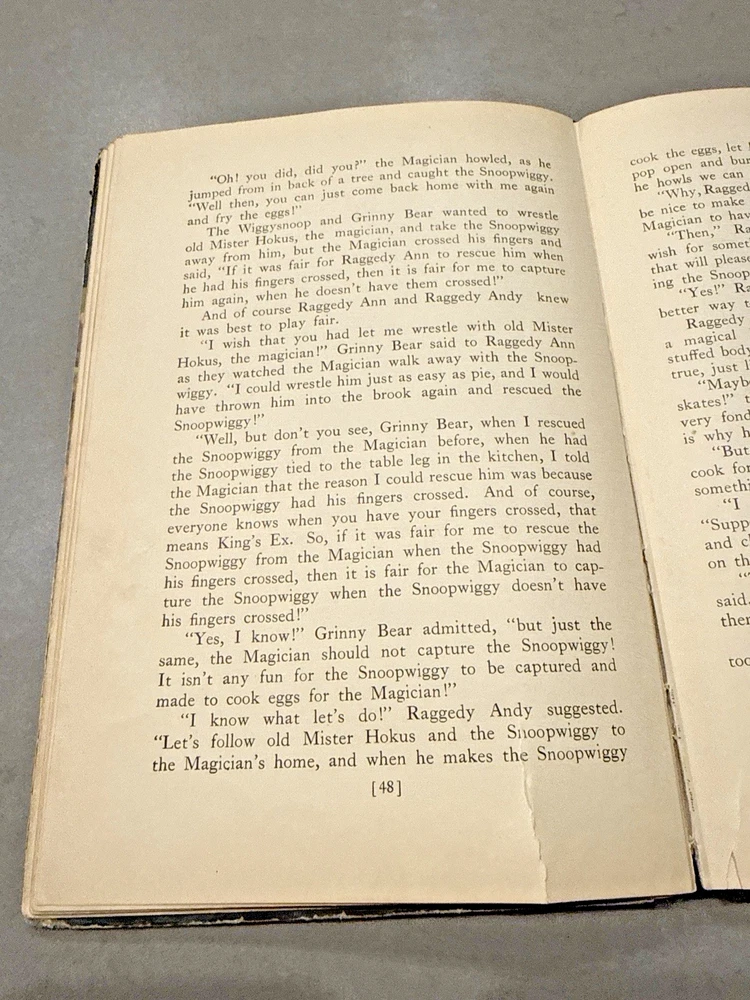 "Oh! you did, did you?" the Magician howled, as he
jumped from in back of a tree and caught the Snoopwiggy.
"Well then, you can just come back home with me again
and fry the eggs!"
The Wiggysnoop and Grinny Bear wanted to wrestle
old Mister Hokus, the magician, and take the Snoopwiggy
away from him, but the Magician crossed his fingers and
said, "If it was fair for Raggedy Ann to rescue him when
he had his fingers crossed, then it is fair for me to capture
him again, when he doesn't have them crossed!"
And of course Raggedy Ann and Raggedy Andy knew
it was best to play fair.
"I wish that you had let me wrestle with old Mister
Hokus, the magician!" Grinny Bear said to Raggedy Ann
as they watched the Magician walk away with the Snoop-
wiggy. "I could wrestle him just as easy as pie, and I would
have thrown him into the brook again and rescued the
Snoopwiggy!"
"Well, but don't you see, Grinny Bear, when I rescued
the Snoopwiggy from the Magician before, when he had
the Snoopwiggy tied to the table leg in the kitchen, I told
the Magician that the reason I could rescue him was because
the Snoopwiggy had his fingers crossed. And of course,
everyone knows when you have your fingers crossed, that
means King's Ex. So, if it was fair for me to rescue the
Snoopwiggy from the Magician when the Snoopwiggy had
his fingers crossed, then it is fair for the Magician to cap-
ture the Snoopwiggy when the Snoopwiggy doesn't have
his fingers crossed!"
"Yes, I know!" Grinny Bear admitted, "but just the
same, the Magician should not capture the Snoopwiggy!
It isn't any fun for the Snoopwiggy to be captured and
made to cook eggs for the Magician!"
"I know what let's do!" Raggedy Andy suggested.
"Let's follow old Mister Hokus and the Snoopwiggy to
the Magician's home, and when he makes the Snoopwiggy
[48]
cook the eggs, let
pop open and
he howls we can
"Why,
be nice to make
Magician to
"Then,"
wish for
that will
ing the
"Yes!"
better way
Raggedy
a magical
stuffed
true, just
skates!"
very
is why
"But
cook for
"I
and
on
said.